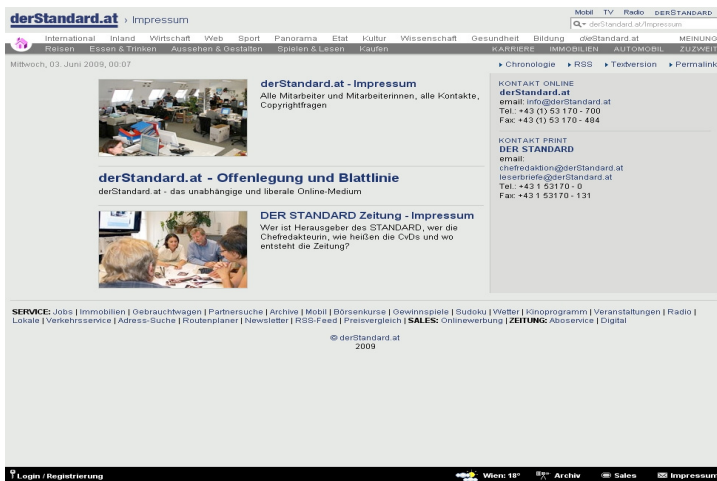 Mobil TV Radio DERSTANDARD
derStandard.at › Impressum
derStandard.at/Impressum
International Inland Wirtschaft Web Sport Panorama Etat Kultur Wissenschaft Gesundheit Bildung dieStandard.at MEINUNG
Reisen Essen & Trinken Aussehen & Gestalten Spielen & Lesen Kaufen KARRIERE IMMOBILIEN AUTOMOBIL ZUZWEIT
Mittwoch, 03. Juni 2009, 00:07
Chronologie RSS Textversion Permalink
derStandard.at - Impressum
Alle Mitarbeiter und Mitarbeiterinnen, alle Kontakte,
Copyrightfragen
derStandard.at - Offenlegung und Blattlinie
derStandard.at - das unabhängige und liberale Online-Medium
DER STANDARD Zeitung - Impressum
Wer ist Herausgeber des STANDARD, wer die
Chefredakteurin, wie heißen die CvDs und wo
entsteht die Zeitung?
KONTAKT ONLINE
derStandard.at
email: info@derStandard.at
Tel.: +43 (1) 53 170 - 700
Fax: +43 (1) 53 170 - 484
KONTAKT PRINT
DER STANDARD
email:
chefredaktion@derStandard.at
leserbriefe@derStandard.at
Tel.: +43 1 53170 - 0
Fax: +43 1 53170 - 131
SERVICE: Jobs | Immobilien | Gebrauchtwagen | Partnersuche | Archive | Mobil | Börsenkurse | Gewinnspiele | Sudoku | Wetter | Kinoprogramm | Veranstaltungen | Radio |
Lokale | Verkehrsservice | Adress-Suche | Routenplaner | Newsletter | RSS-Feed | Preisvergleich | SALES: Onlinewerbung | ZEITUNG: Aboservice | Digital
© derStandard.at
2009
Login / Registrierung Wien: 18° Archiv Sales Impressum